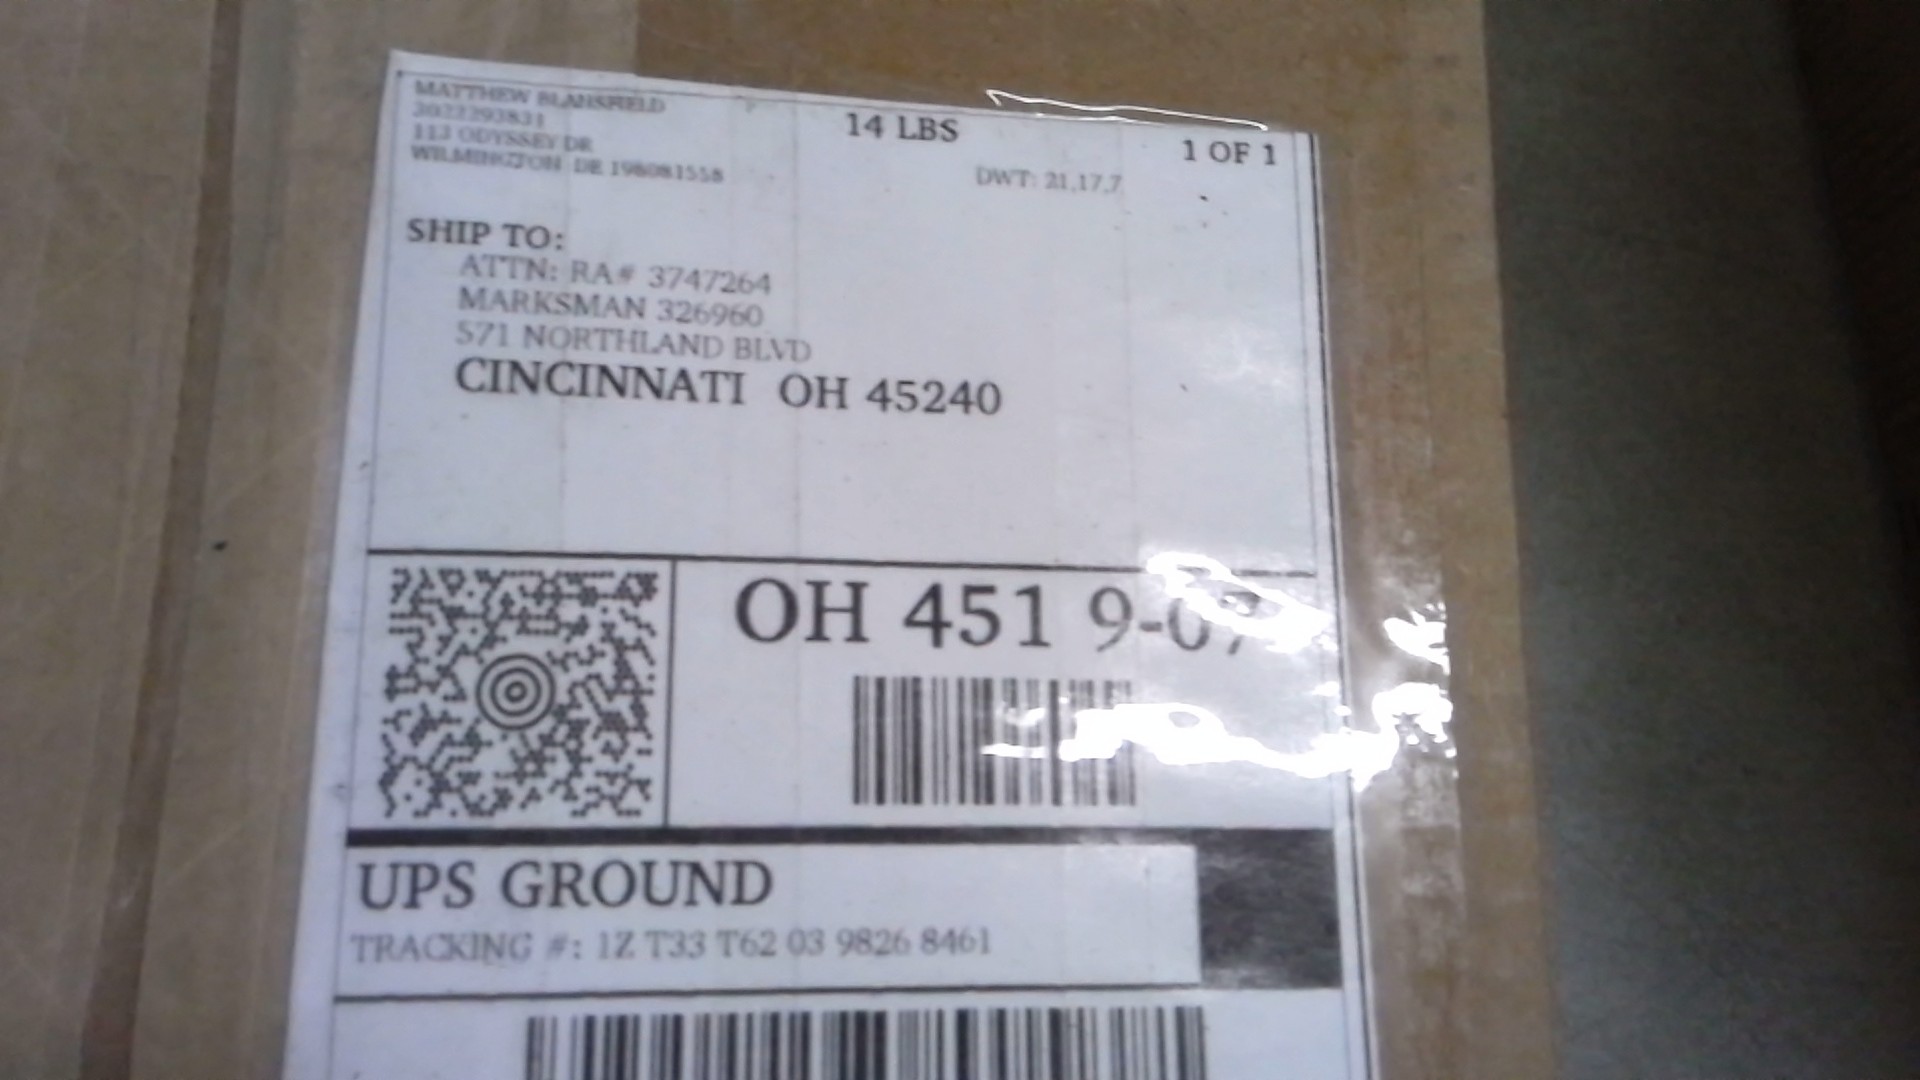 MATTHEW BLANSFIELD
3022293831
113 ODYSSEY DR
WILMINGTON DE 198081558
14 LBS
1 OF 1
DWT: 21,17,7
SHIP TO:
ATTN: RA# 3747264
MARKSMAN 326960
571 NORTHLAND BLVD
CINCINNATI OH 45240
OH 451 9-07
UPS GROUND
TRACKING #: 1Z T33 T62 03 9826 8461